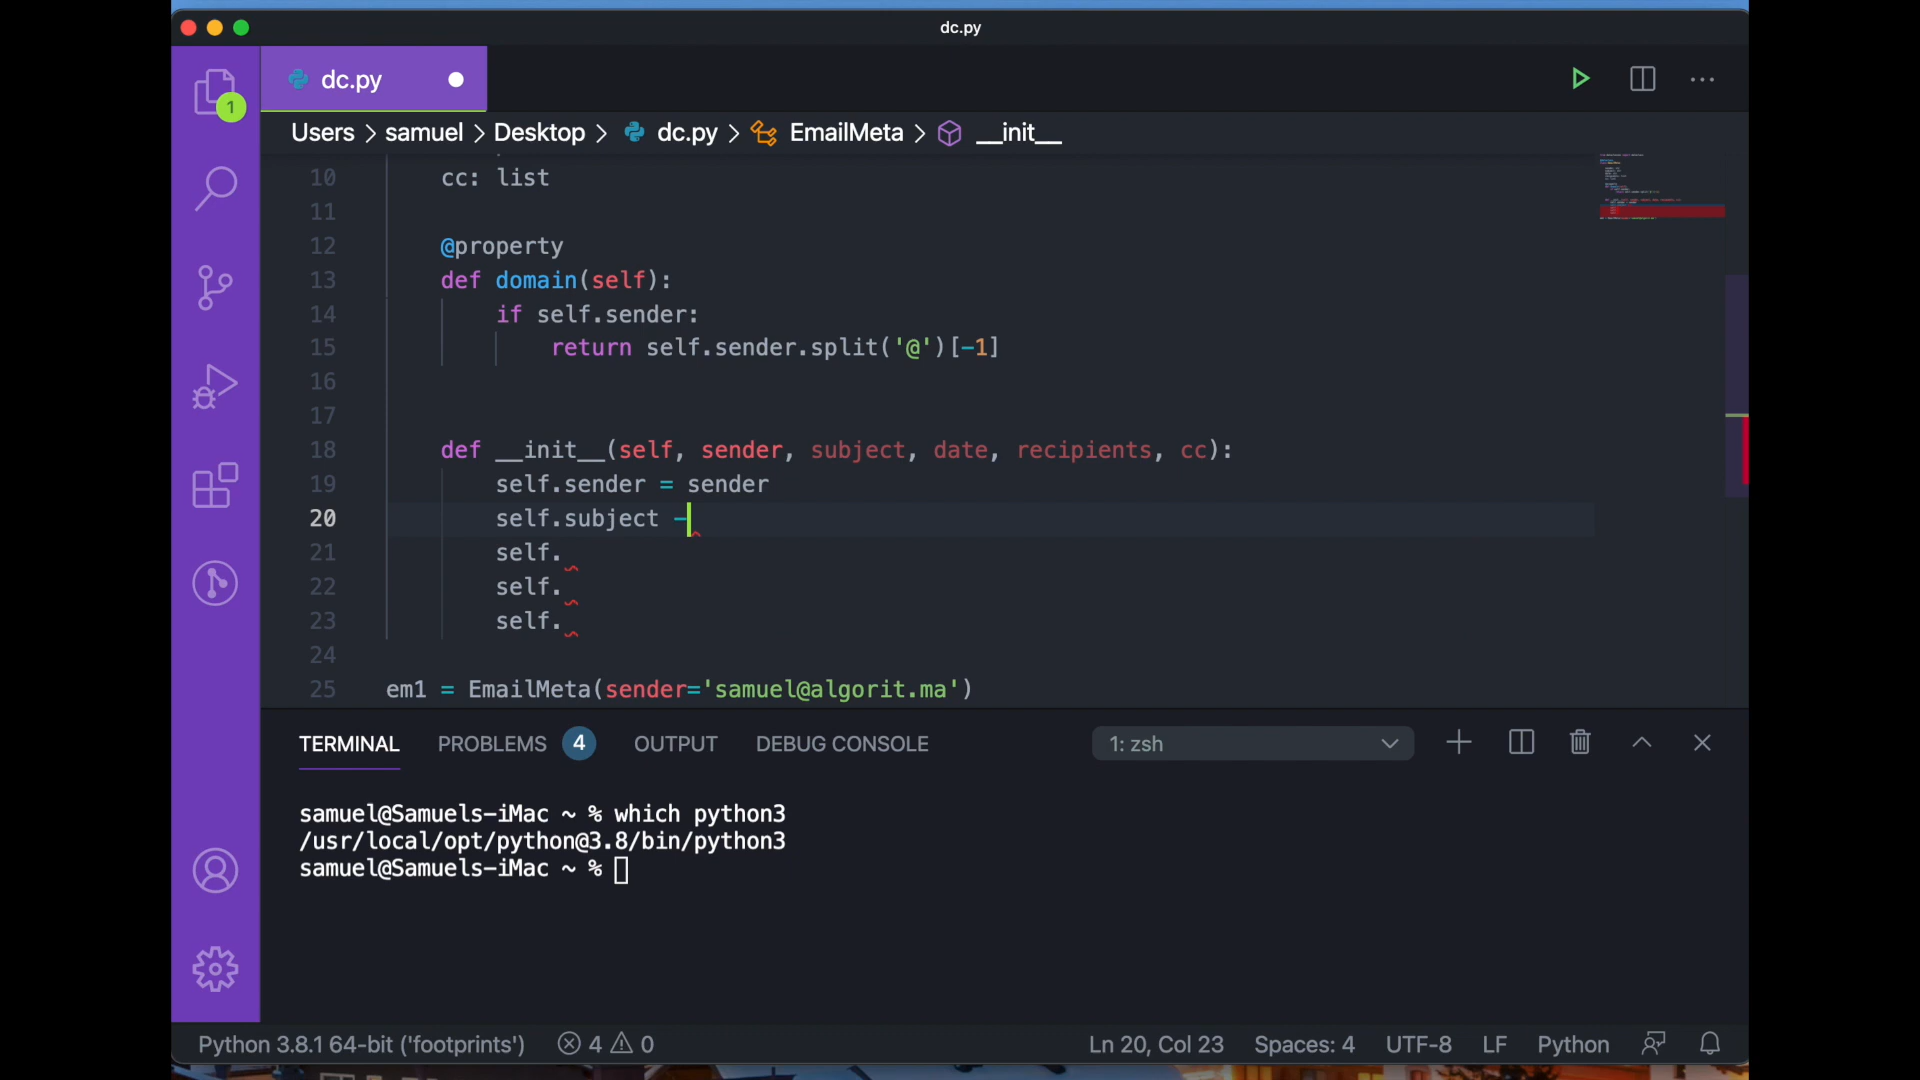 dc.py
1
dc.py
Users > samuel > Desktop > dc.py > EmailMeta > __init__
10 cc: list
11
12 @property
13 def domain(self):
14 if self.sender:
15 return self.sender.split('@')[-1]
16
17
18 def __init__(self, sender, subject, date, recipients, cc):
19 self.sender = sender
20 self.subject -
21 self.
22 self.
23 self.
24
25 em1 = EmailMeta(sender='samuel@algorit.ma')
TERMINAL PROBLEMS 4 OUTPUT DEBUG CONSOLE 1: zsh
samuel@Samuels-iMac ~ % which python3
/usr/local/opt/python@3.8/bin/python3
samuel@Samuels-iMac ~ %
Python 3.8.1 64-bit ('footprints') 4 0 Ln 20, Col 23 Spaces: 4 UTF-8 LF Python